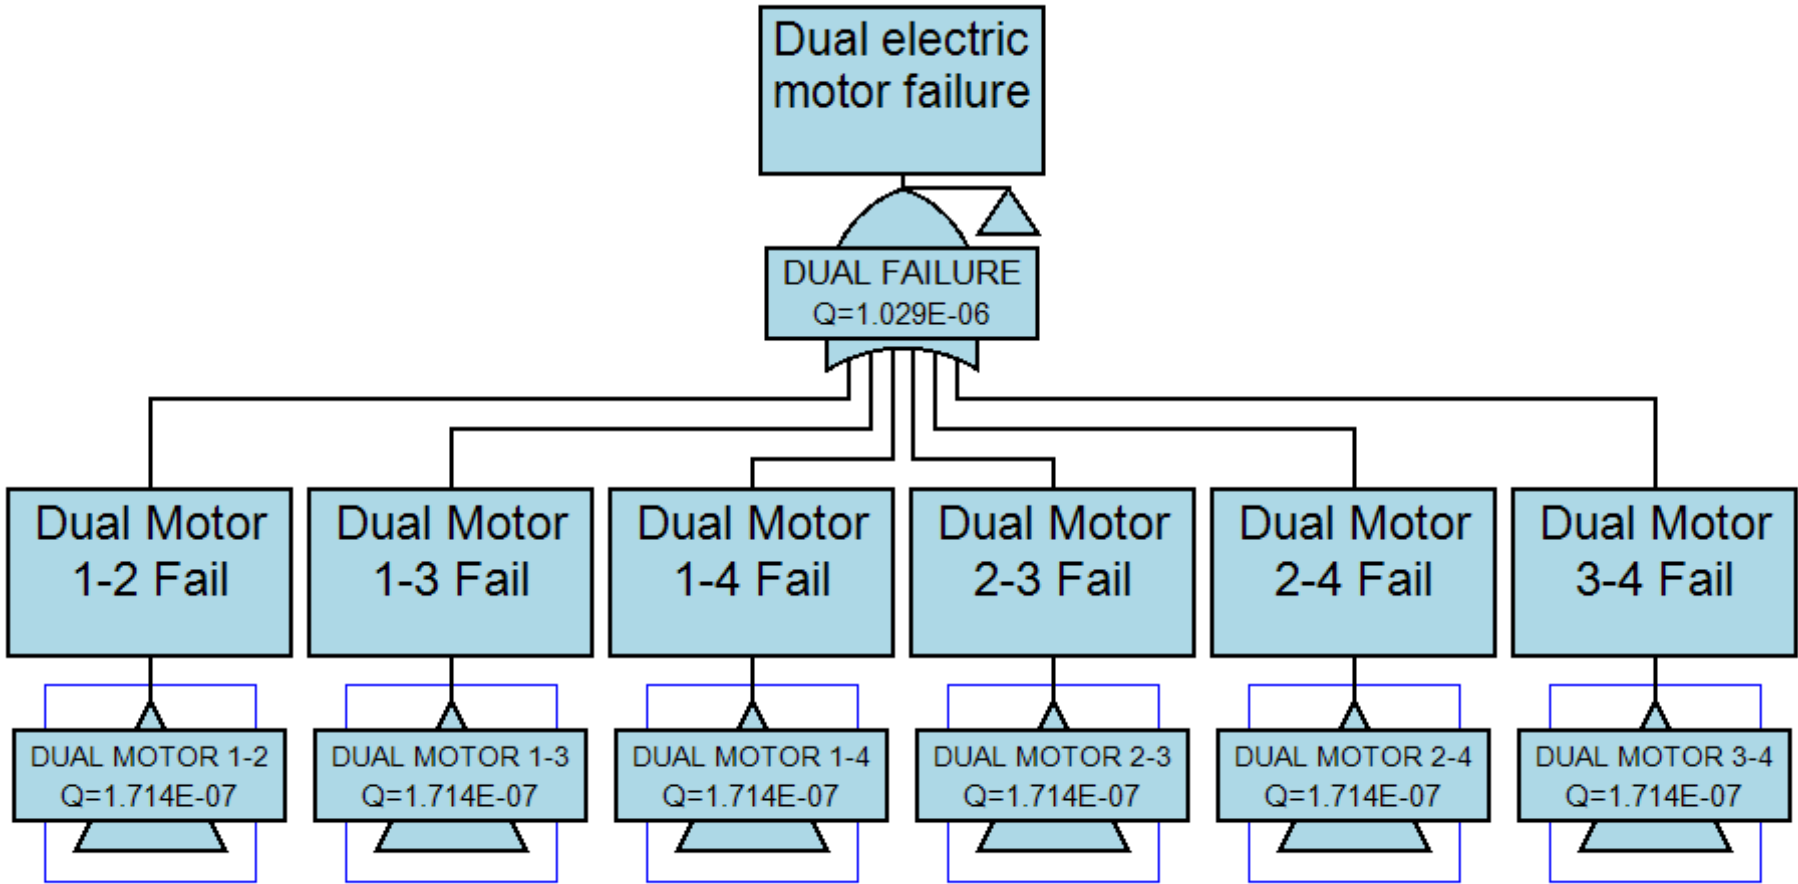 Dual electric
motor failure
DUAL FAILURE
Q=1.029E-06
Dual Motor
1-2 Fail
Dual Motor
1-3 Fail
Dual Motor
1-4 Fail
Dual Motor
2-3 Fail
Dual Motor
2-4 Fail
Dual Motor
3-4 Fail
DUAL MOTOR 1-2
Q=1.714E-07
DUAL MOTOR 1-3
Q=1.714E-07
DUAL MOTOR 1-4
Q=1.714E-07
DUAL MOTOR 2-3
Q=1.714E-07
DUAL MOTOR 2-4
Q=1.714E-07
DUAL MOTOR 3-4
Q=1.714E-07